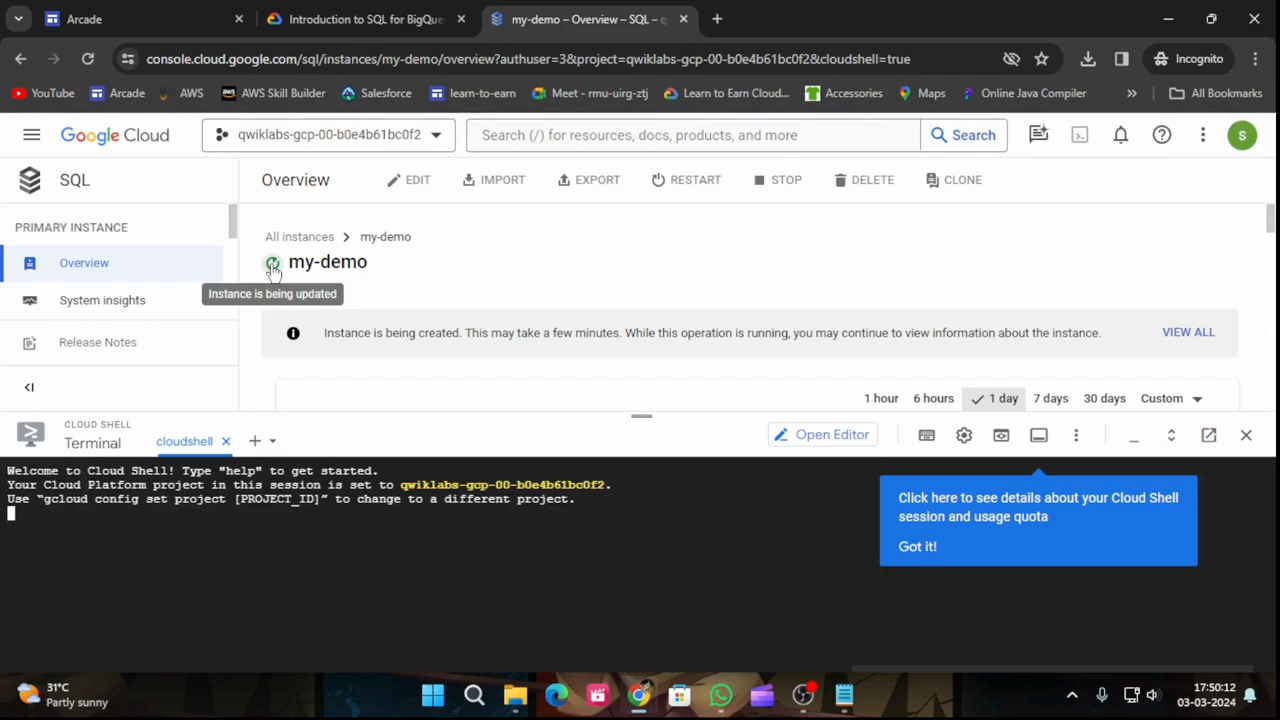 Arcade
Introduction to SQL for BigQue
my-demo – Overview – SQL – q
console.cloud.google.com/sql/instances/my-demo/overview?authuser=3&project=qwiklabs-gcp-00-b0e4b61bc0f2&cloudshell=true
Incognito
YouTube
Arcade
AWS
AWS Skill Builder
Salesforce
learn-to-earn
Meet - rmu-uirg-ztj
Learn to Earn Cloud...
Accessories
Maps
Online Java Compiler
»
All Bookmarks
Google Cloud
qwiklabs-gcp-00-b0e4b61bc0f2
Search (/) for resources, docs, products, and more
Search
S
SQL
Overview
EDIT
IMPORT
EXPORT
RESTART
STOP
DELETE
CLONE
PRIMARY INSTANCE
Overview
System insights
Release Notes
All instances > my-demo
my-demo
Instance is being updated
Instance is being created. This may take a few minutes. While this operation is running, you may continue to view information about the instance.
VIEW ALL
1 hour
6 hours
1 day
7 days
30 days
Custom
CLOUD SHELL
Terminal
cloudshell
Open Editor
Welcome to Cloud Shell! Type "help" to get started.
Your Cloud Platform project in this session is set to qwiklabs-gcp-00-b0e4b61bc0f2.
Use “gcloud config set project [PROJECT_ID]” to change to a different project.
Click here to see details about your Cloud Shell
session and usage quota
Got it!
31°C
Partly sunny
17:50:12
03-03-2024